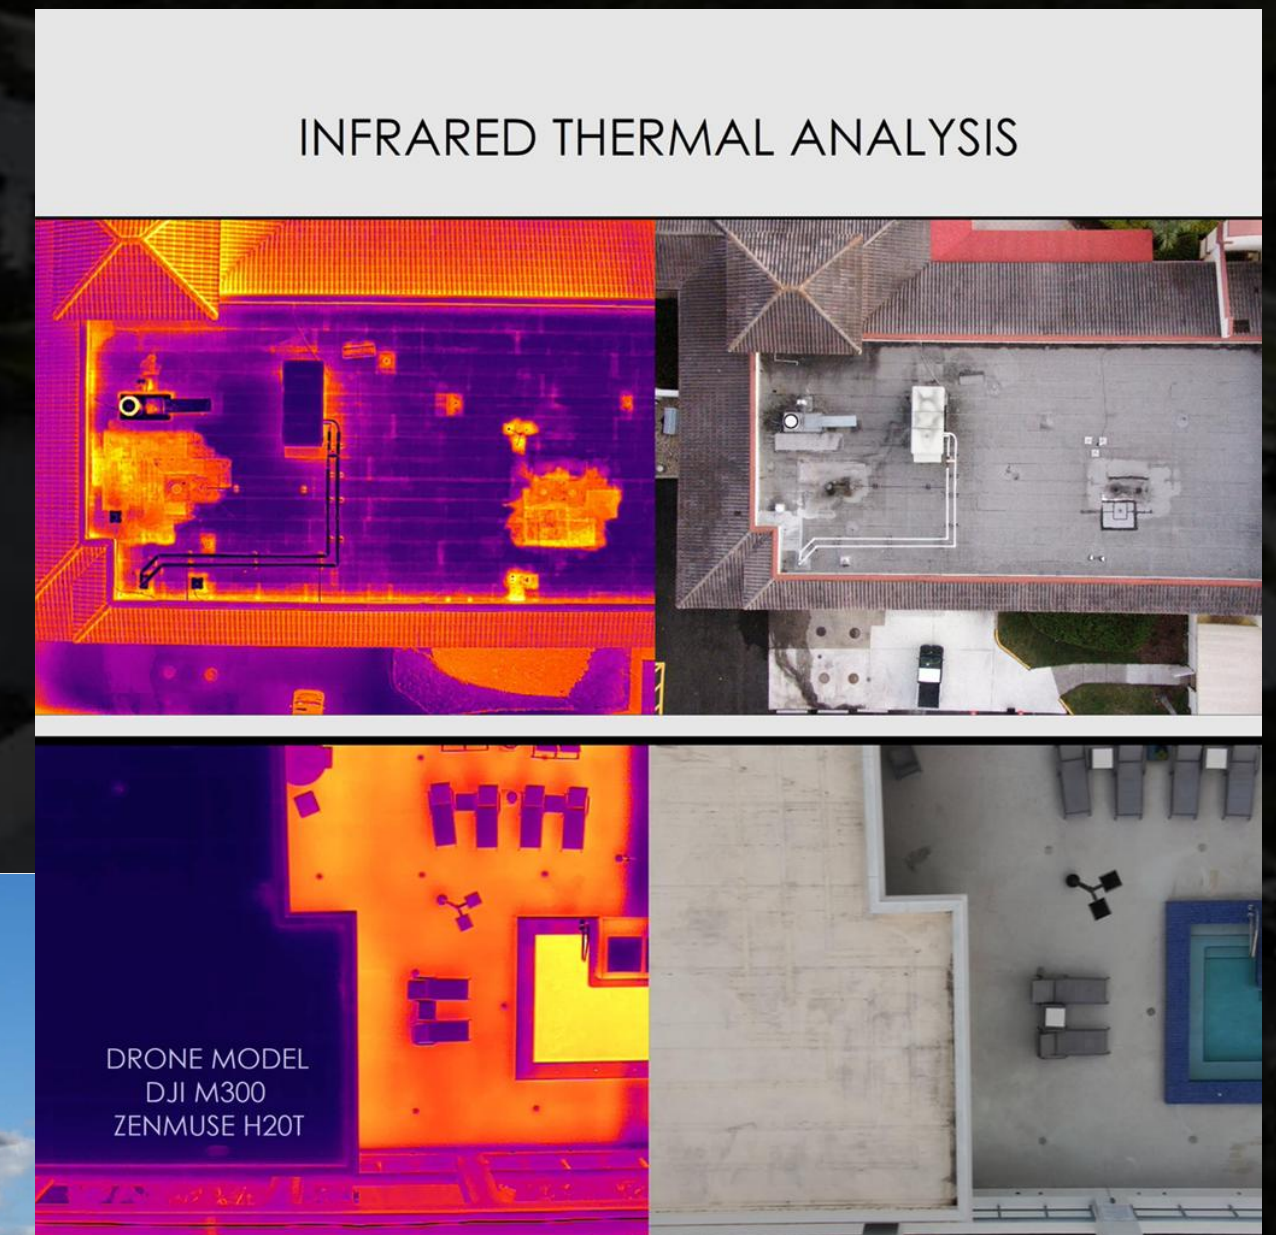 INFRARED THERMAL ANALYSIS
DRONE MODEL
DJI M300
ZENMUSE H20T